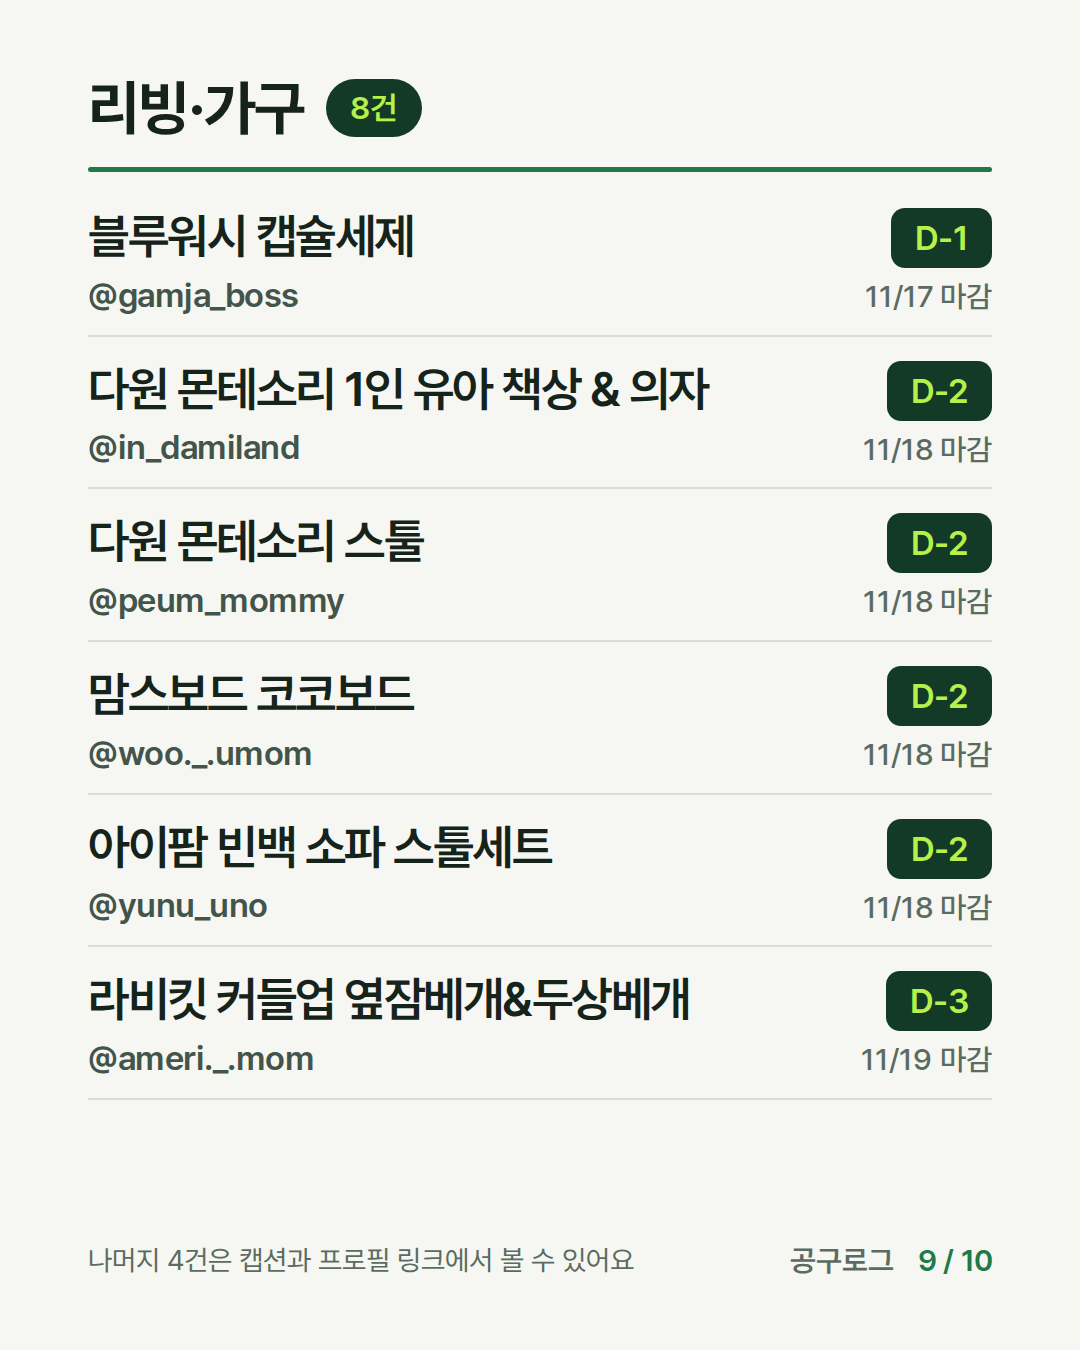 리빙·가구 8건
블루워시 캡슐세제 D-1
@gamja_boss 11/17 마감
다원 몬테소리 1인 유아 책상 & 의자 D-2
@in_damiland 11/18 마감
다원 몬테소리 스툴 D-2
@peum_mommy 11/18 마감
맘스보드 코코보드 D-2
@woo._.umom 11/18 마감
아이팜 빈백 소파 스툴세트 D-2
@yunu_uno 11/18 마감
라비킷 커들업 옆잠베개&두상베개 D-3
@ameri._.mom 11/19 마감
나머지 4건은 캡션과 프로필 링크에서 볼 수 있어요 공구로그 9 / 10